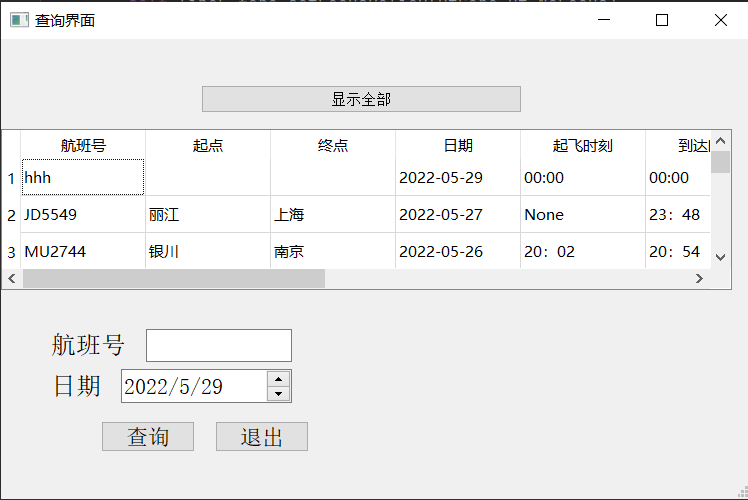 查询界面
显示全部
航班号 起点 终点 日期 起飞时刻 到达
1 hhh 2022-05-29 00:00 00:00
2 JD5549 丽江 上海 2022-05-27 None 23：48
3 MU2744 银川 南京 2022-05-26 20：02 20：54
航班号
日期 2022/5/29
查询 退出